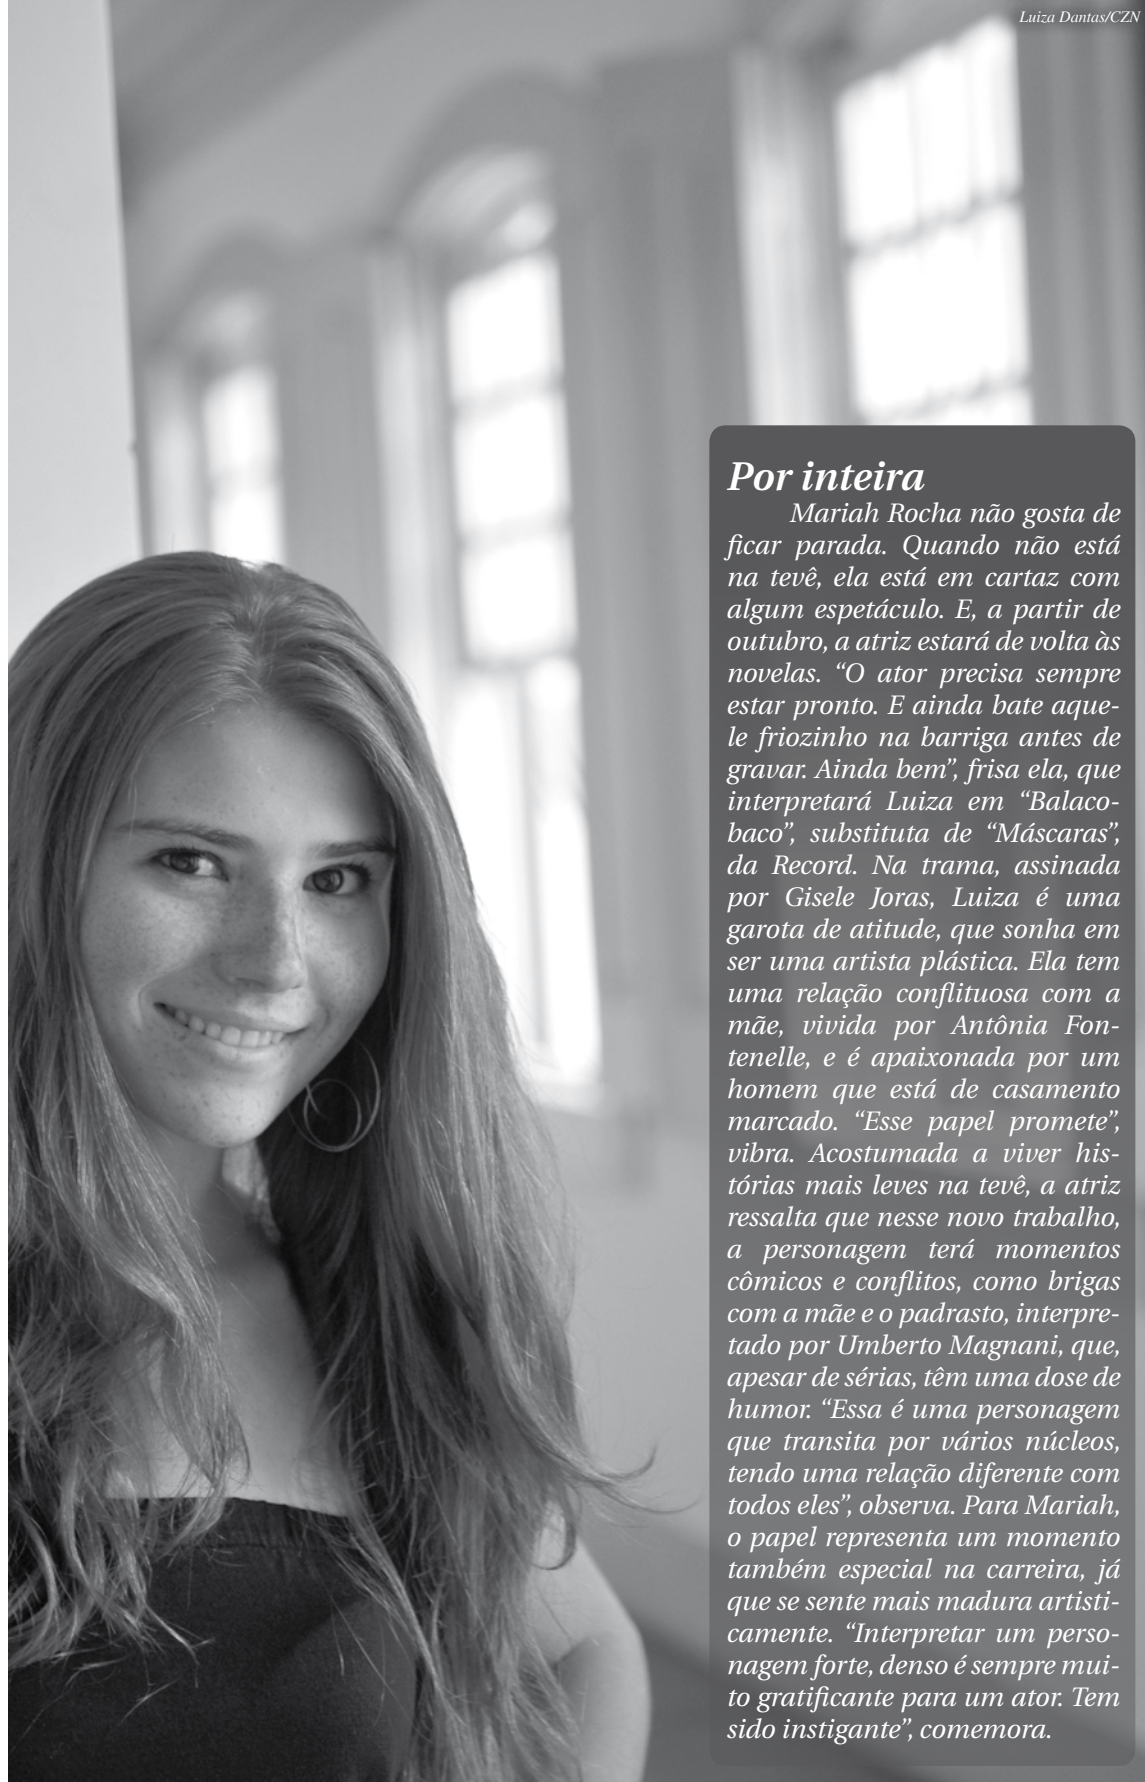 Luiza Dantas/CZN
Por inteira
Mariah Rocha não gosta de
ficar parada. Quando não está
na tevê, ela está em cartaz com
algum espetáculo. E, a partir de
outubro, a atriz estará de volta às
novelas. “O ator precisa sempre
estar pronto. E ainda bate aque-
le friozinho na barriga antes de
gravar. Ainda bem”, frisa ela, que
interpretará Luiza em “Balaco-
baco”, substituta de “Máscaras”,
da Record. Na trama, assinada
por Gisele Joras, Luiza é uma
garota de atitude, que sonha em
ser uma artista plástica. Ela tem
uma relação conflituosa com a
mãe, vivida por Antônia Fon-
tenelle, e é apaixonada por um
homem que está de casamento
marcado. “Esse papel promete”,
vibra. Acostumada a viver his-
tórias mais leves na tevê, a atriz
ressalta que nesse novo trabalho,
a personagem terá momentos
cômicos e conflitos, como brigas
com a mãe e o padrasto, interpre-
tado por Umberto Magnani, que,
apesar de sérias, têm uma dose de
humor. “Essa é uma personagem
que transita por vários núcleos,
tendo uma relação diferente com
todos eles”, observa. Para Mariah,
o papel representa um momento
também especial na carreira, já
que se sente mais madura artisti-
camente. “Interpretar um perso-
nagem forte, denso é sempre mui-
to gratificante para um ator. Tem
sido instigante”, comemora.